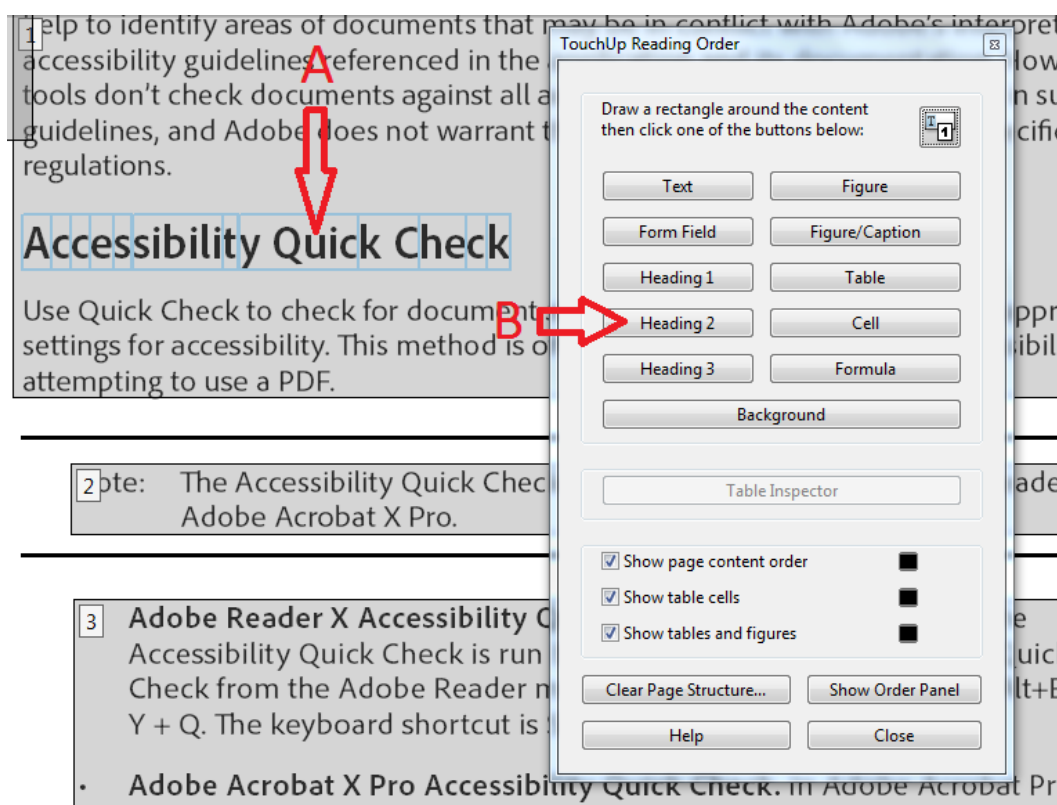 1
elp to identify areas of documents that may be in conflict with Adobe's interpret
accessibility guidelines referenced in the
tools don't check documents against all a
guidelines, and Adobe does not warrant
regulations.
A
Accessibility Quick Check
Use Quick Check to check for document
settings for accessibility. This method is o
attempting to use a PDF.
B
2 ote: The Accessibility Quick Chec
Adobe Acrobat X Pro.
3 Adobe Reader X Accessibility
Accessibility Quick Check is run
Check from the Adobe Reader
Y + Q. The keyboard shortcut is
· Adobe Acrobat X Pro Accessibility Quick Check. In Adobe Acrobat Pr
TouchUp Reading Order
Draw a rectangle around the content
then click one of the buttons below:
Text
Figure
Form Field
Figure/Caption
Heading 1
Table
Heading 2
Cell
Heading 3
Formula
Background
Table Inspector
Show page content order
Show table cells
Show tables and figures
Clear Page Structure...
Show Order Panel
Help
Close